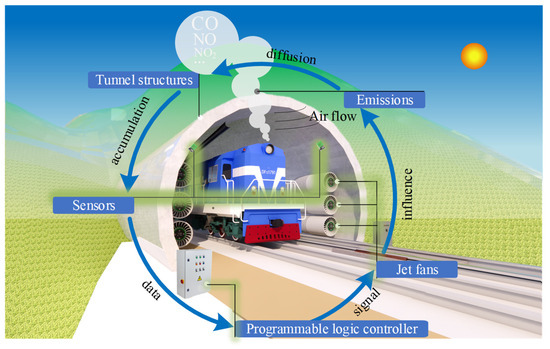 CO
NO
NO₂
...
diffusion
Tunnel structures
Emissions
Air flow
accumulation
influence
Sensors
Jet fans
data
signal
Programmable logic controller